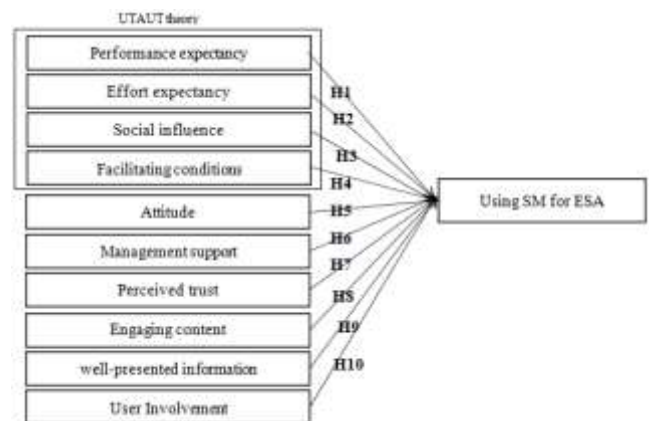 UTAUT theory
Performance expectancy
Effort expectancy
Social influence
Facilitating conditions
Attitude
Management support
Perceived trust
Engaging content
well-presented information
User Involvement
H1
H2
H3
H4
H5
H6
H7
H8
H9
H10
Using SM for ESA